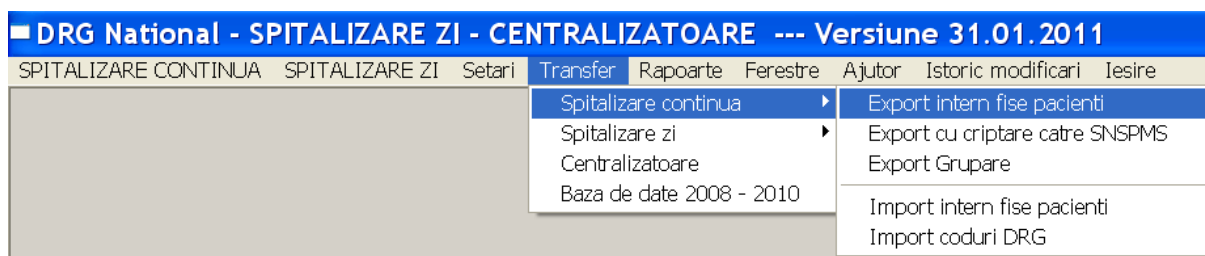 DRG National - SPITALIZARE ZI - CENTRALIZATOARE --- Versiune 31.01.2011
SPITALIZARE CONTINUA SPITALIZARE ZI Setari Transfer Rapoarte Ferestre Ajutor Istoric modificari Iesire
Spitalizare continua
Spitalizare zi
Centralizatoare
Baza de date 2008 - 2010
Export intern fise pacienti
Export cu criptare catre SNSPMS
Export Grupare
Import intern fise pacienti
Import coduri DRG